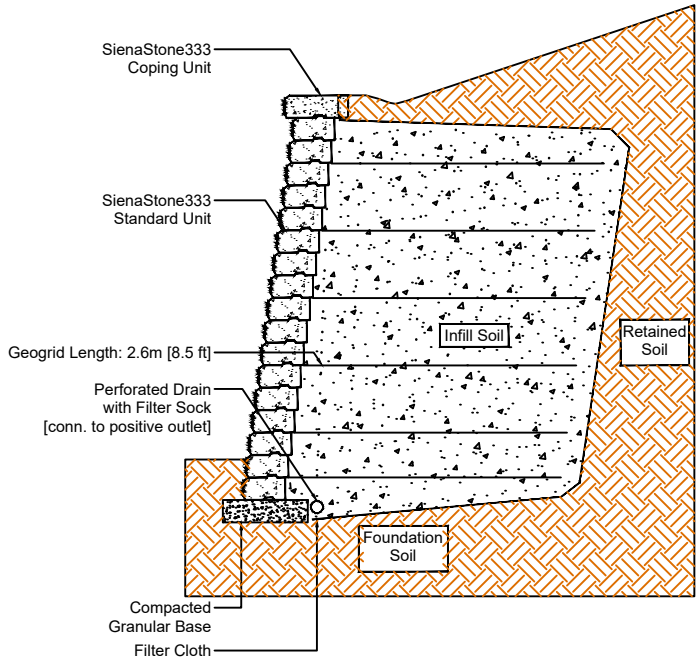 SienaStone333
Coping Unit
SienaStone333
Standard Unit
Geogrid Length: 2.6m [8.5 ft]
Infill Soil
Retained
Soil
Perforated Drain
with Filter Sock
[conn. to positive outlet]
Foundation
Soil
Compacted
Granular Base
Filter Cloth